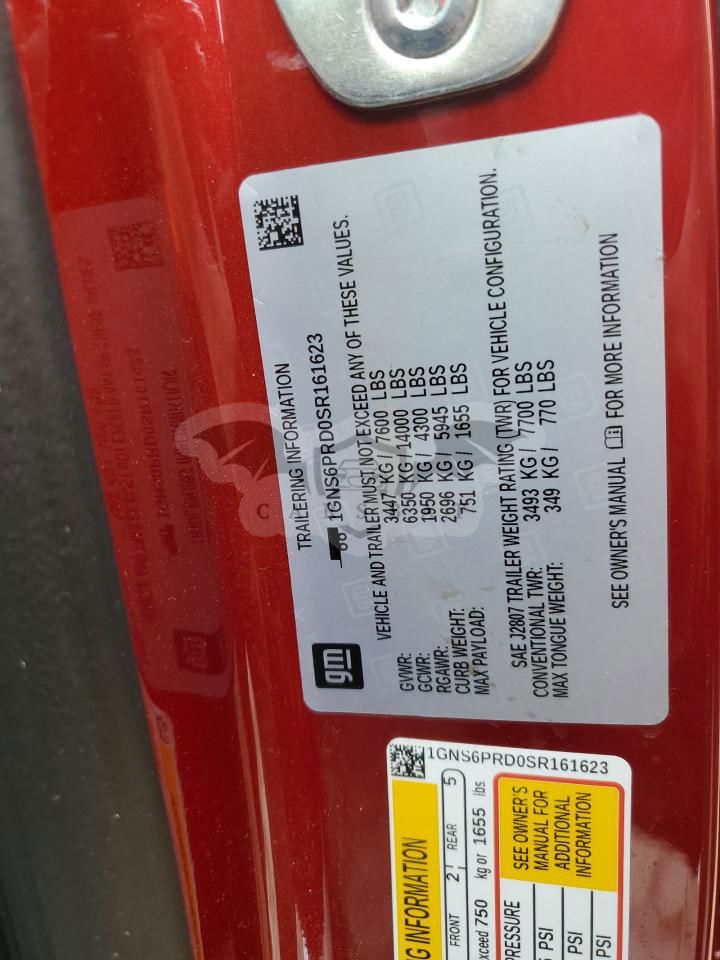 TRAILERING INFORMATION
1GNS6PRD0SR161623
gm
VEHICLE AND TRAILER MUST NOT EXCEED ANY OF THESE VALUES.
GVWR: 3447 KG / 7600 LBS
GCWR: 6350 KG / 14000 LBS
RGAWR: 1950 KG / 4300 LBS
CURB WEIGHT: 2696 KG / 5945 LBS
MAX PAYLOAD: 751 KG / 1655 LBS
SAE J2807 TRAILER WEIGHT RATING (TWR) FOR VEHICLE CONFIGURATION.
CONVENTIONAL TWR: 3493 KG / 7700 LBS
MAX TONGUE WEIGHT: 349 KG / 770 LBS
SEE OWNER'S MANUAL FOR MORE INFORMATION
1GNS6PRD0SR161623
INFORMATION
FRONT 2 REAR 5
exceed 750 kg or 1655 lbs
PRESSURE
SEE OWNER'S
MANUAL FOR
ADDITIONAL
INFORMATION
PSI
PSI
PSI